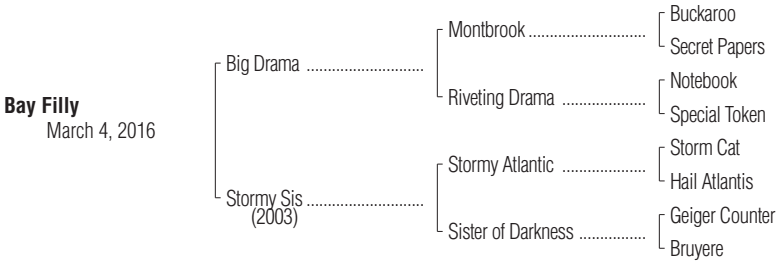 Buckaroo
Montbrook ..............................
Secret Papers
Big Drama ..............................
Notebook
Riveting Drama ......................
Special Token
Bay Filly
March 4, 2016
Storm Cat
Stormy Atlantic ......................
Hail Atlantis
Stormy Sis ..............................
(2003)
Geiger Counter
Sister of Darkness .................
Bruyere